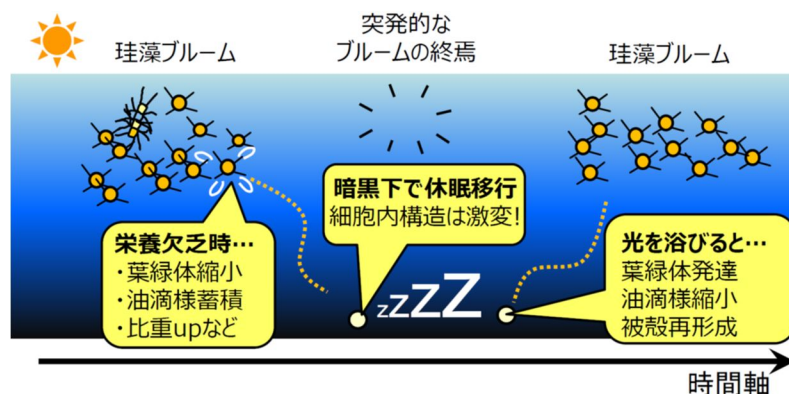 珪藻ブルーム
突発的な
ブルームの終焉
珪藻ブルーム
栄養欠乏時…
・葉緑体縮小
・油滴様蓄積
・比重upなど
暗黒下で休眠移行
細胞内構造は激変!
zZZZZ
光を浴びると…
葉緑体発達
油滴様縮小
被殻再形成
時間軸